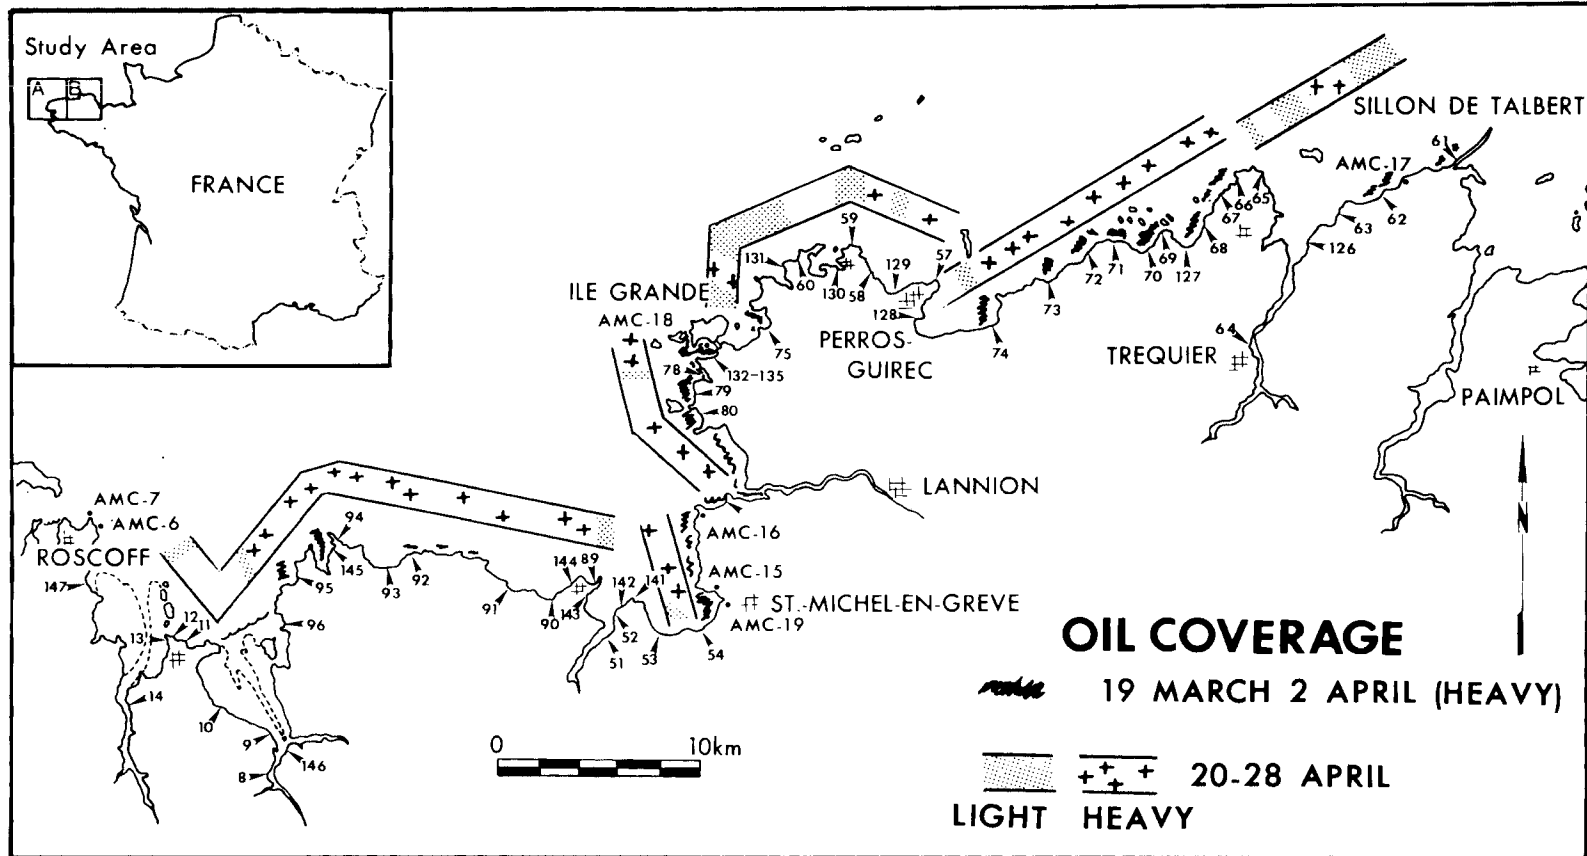 Study Area
A B
FRANCE
SILLON DE TALBERT
61
AMC-17
62
63
126
65
66
67
68
127
69
70
71
72
73
74
64
TREQUIER
PAIMPOL
59
131
60
130
58
129
57
128
PERROS-
GUIREC
ILE GRANDE
AMC-18
75
132-135
78
79
80
LANNION
AMC-16
AMC-15
ST.-MICHEL-EN-GREVE
AMC-19
AMC-7
AMC-6
ROSCOFF
147
94
145
95
93
92
91
90
144
89
143
142
141
52
51
53
54
96
12
11
13
14
10
9
8
146
0 10km
N
OIL COVERAGE
19 MARCH 2 APRIL (HEAVY)
20-28 APRIL
LIGHT HEAVY